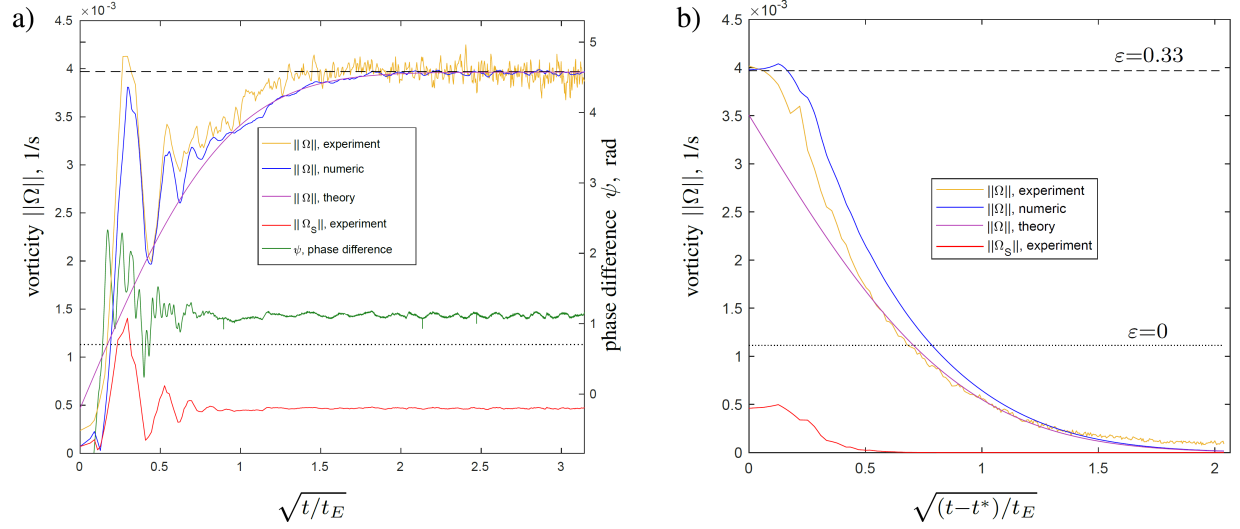 a)
×10⁻³
4.5
4
3.5
3
2.5
2
1.5
1
0.5
0
vorticity ||Ω||, 1/s
5
4
3
2
1
0
phase difference ψ, rad
|| Ω||, experiment
|| Ω||, numeric
|| Ω||, theory
|| Ω_S||, experiment
ψ, phase difference
0 0.5 1 1.5 2 2.5 3
√t/t_E
b)
×10⁻³
4.5
4
3.5
3
2.5
2
1.5
1
0.5
0
vorticity ||Ω||, 1/s
ε=0.33
||Ω||, experiment
||Ω||, numeric
||Ω||, theory
||Ω_S||, experiment
ε=0
0 0.5 1 1.5 2
√(t−t*)/t_E